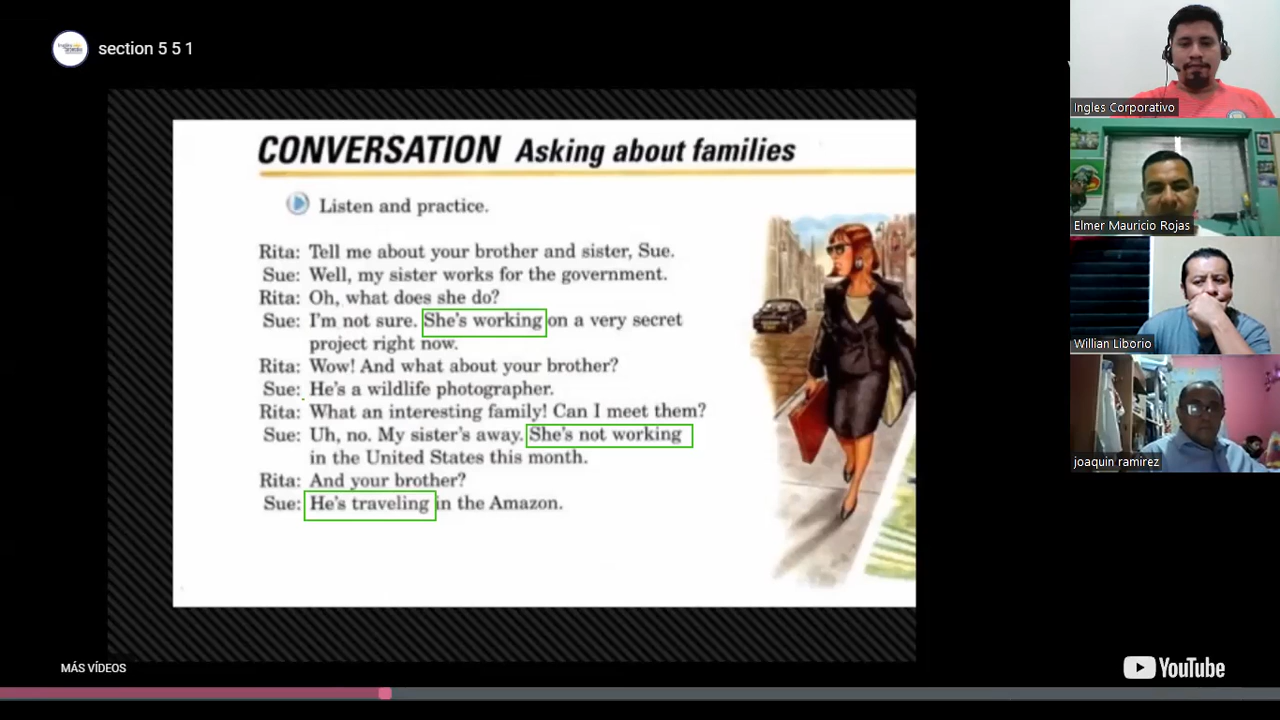 section 5 5 1
CONVERSATION Asking about families
Listen and practice.
Rita: Tell me about your brother and sister, Sue.
Sue: Well, my sister works for the government.
Rita: Oh, what does she do?
Sue: I'm not sure. She's working on a very secret
project right now.
Rita: Wow! And what about your brother?
Sue: He's a wildlife photographer.
Rita: What an interesting family! Can I meet them?
Sue: Uh, no. My sister's away. She's not working
in the United States this month.
Rita: And your brother?
Sue: He's traveling in the Amazon.
MÁS VÍDEOS
YouTube
Ingles Corporativo
Elmer Mauricio Rojas
Willian Liborio
joaquin ramirez